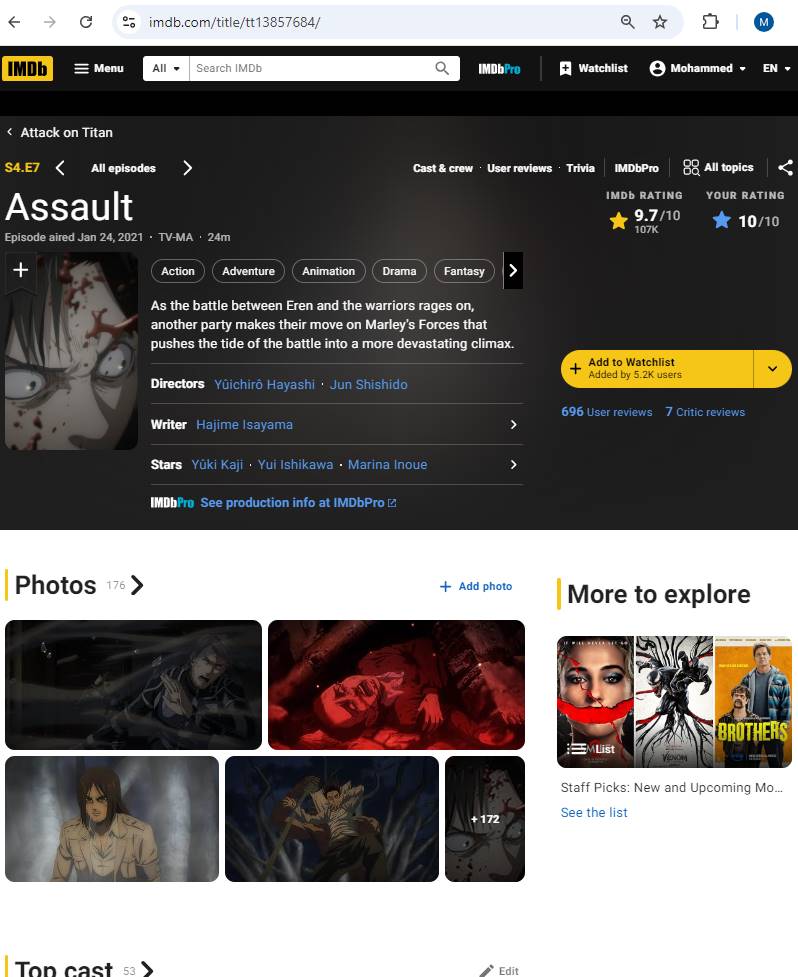 imdb.com/title/tt13857684/
M
IMDb Menu All Search IMDb IMDbPro Watchlist Mohammed EN
Attack on Titan
S4.E7 All episodes Cast & crew · User reviews · Trivia IMDbPro All topics
Assault
IMDb RATING YOUR RATING
9.7/10 10/10
107K
Episode aired Jan 24, 2021 · TV-MA · 24m
Action Adventure Animation Drama Fantasy
As the battle between Eren and the warriors rages on,
another party makes their move on Marley's Forces that
pushes the tide of the battle into a more devastating climax.
Add to Watchlist
Added by 5.2K users
Directors Yûichirô Hayashi · Jun Shishido
696 User reviews 7 Critic reviews
Writer Hajime Isayama
Stars Yûki Kaji · Yui Ishikawa · Marina Inoue
IMDbPro See production info at IMDbPro
Photos 176 + Add photo
More to explore
IT WILL NEVER LET GO
List
VENOM
BROTHERS
+ 172
Staff Picks: New and Upcoming Mo...
See the list
Top cast 53 Edit